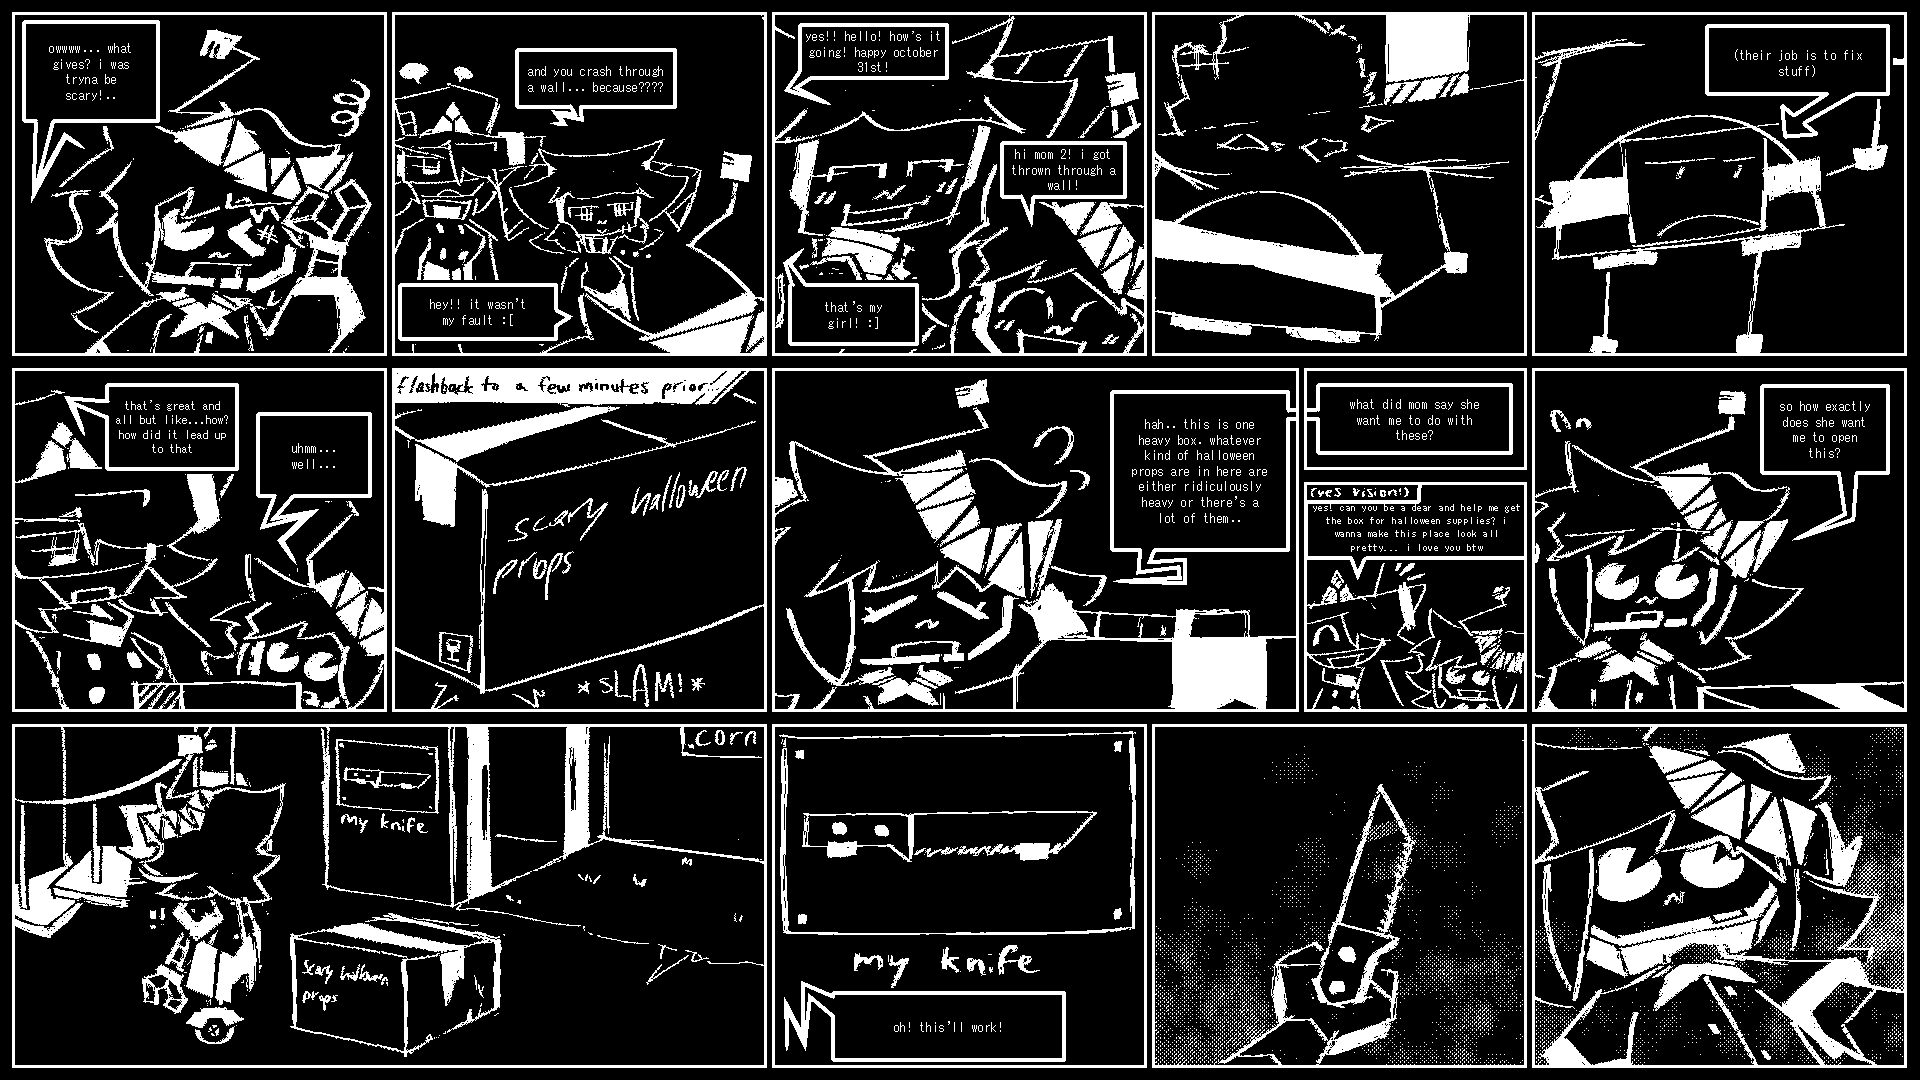 owwww... what
gives? i was
tryna be
scary!..
and you crash through
a wall... because????
hey!! it wasn't
my fault :[
yes!! hello! how's it
going! happy october
31st!
hi mom 2! i got
thrown through a
wall!
that's my
girl! :]
(their job is to fix
stuff)
that's great and
all but like...how?
how did it lead up
to that
uhmm...
well...
flashback to a few minutes prior
scary halloween
props
*SLAM!*
hah.. this is one
heavy box. whatever
kind of halloween
props are in here are
either ridiculously
heavy or there's a
lot of them..
what did mom say she
want me to do with
these?
(yes vision!)
yes! can you be a dear and help me get
the box for halloween supplies? i
wanna make this place look all
pretty... i love you btw
so how exactly
does she want
me to open
this?
.corn
my knife
scary halloween
props
my knife
oh! this'll work!